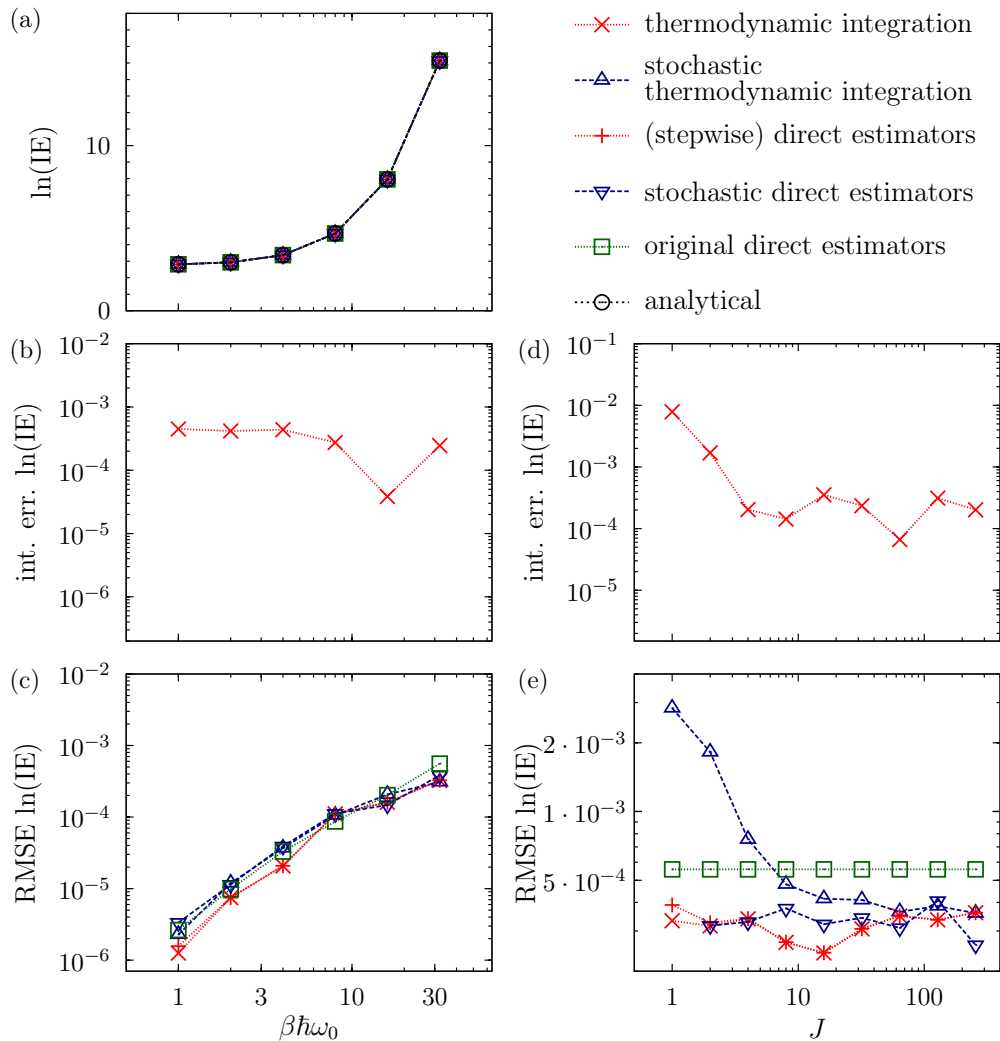 (a)
ln(IE)
10
0
thermodynamic integration
stochastic
thermodynamic integration
(stepwise) direct estimators
stochastic direct estimators
original direct estimators
analytical
(b)
int. err. ln(IE)
10⁻²
10⁻³
10⁻⁴
10⁻⁵
10⁻⁶
(d)
int. err. ln(IE)
10⁻¹
10⁻²
10⁻³
10⁻⁴
10⁻⁵
(c)
RMSE ln(IE)
10⁻²
10⁻³
10⁻⁴
10⁻⁵
10⁻⁶
1 3 10 30
βℏω₀
(e)
RMSE ln(IE)
2·10⁻³
1·10⁻³
5·10⁻⁴
1 10 100
J